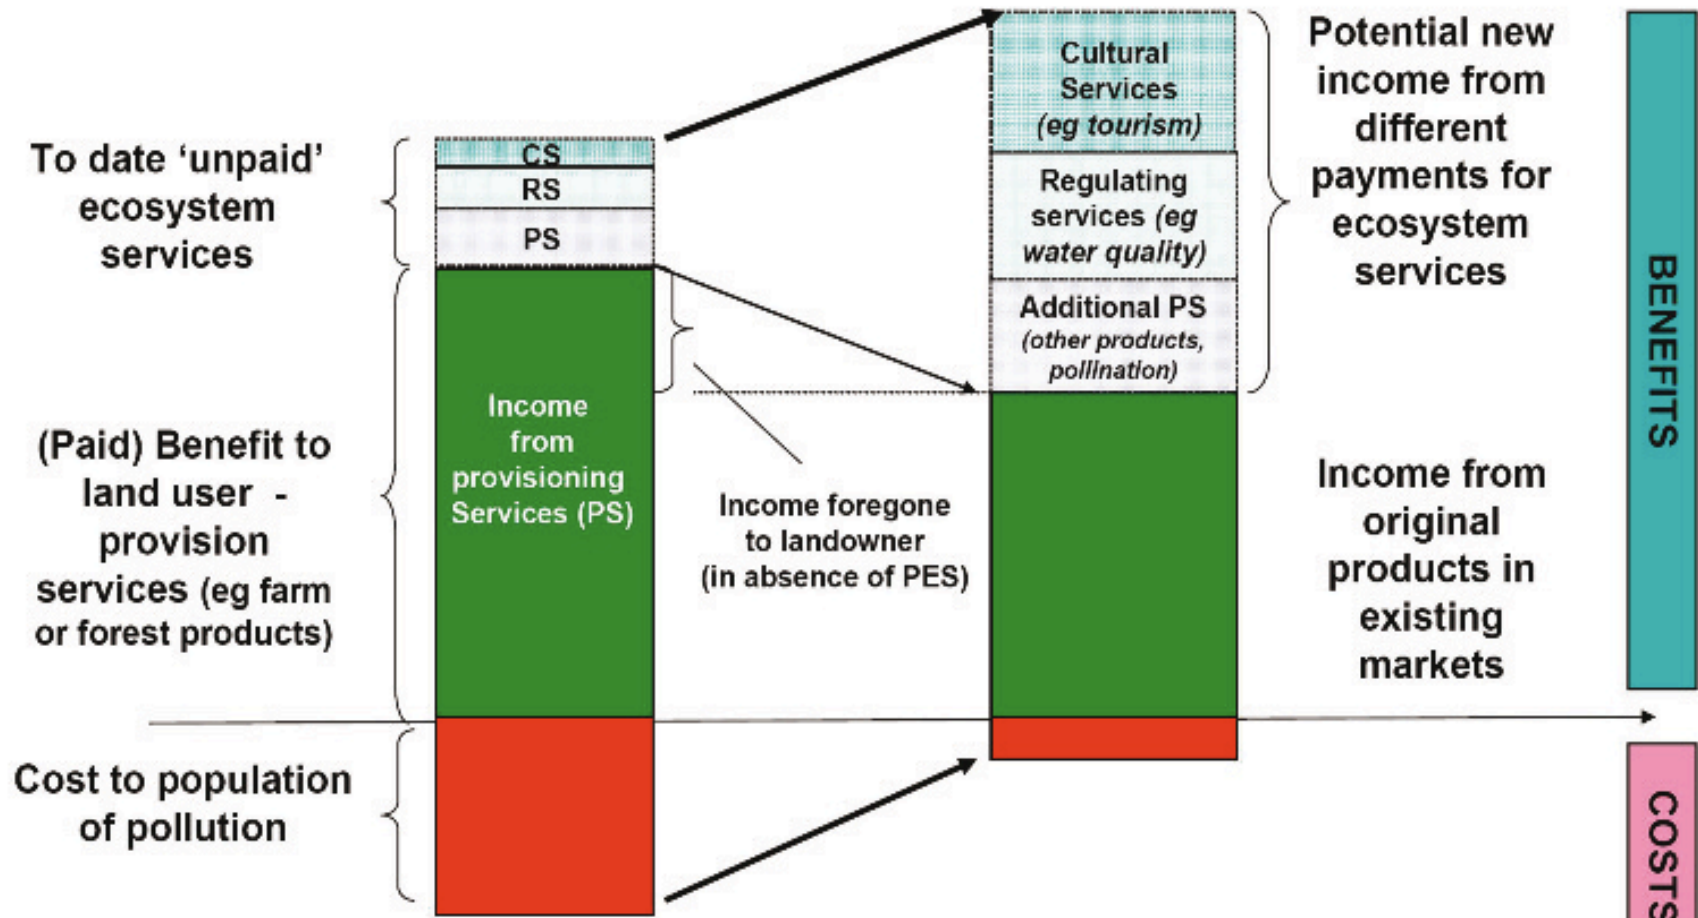 To date ‘unpaid’
ecosystem
services
(Paid) Benefit to
land user -
provision
services (eg farm
or forest products)
Cost to population
of pollution
CS
RS
PS
Income
from
provisioning
Services (PS)
Income foregone
to landowner
(in absence of PES)
Cultural
Services
(eg tourism)
Regulating
services (eg
water quality)
Additional PS
(other products,
pollination)
Potential new
income from
different
payments for
ecosystem
services
Income from
original
products in
existing
markets
BENEFITS
COSTS